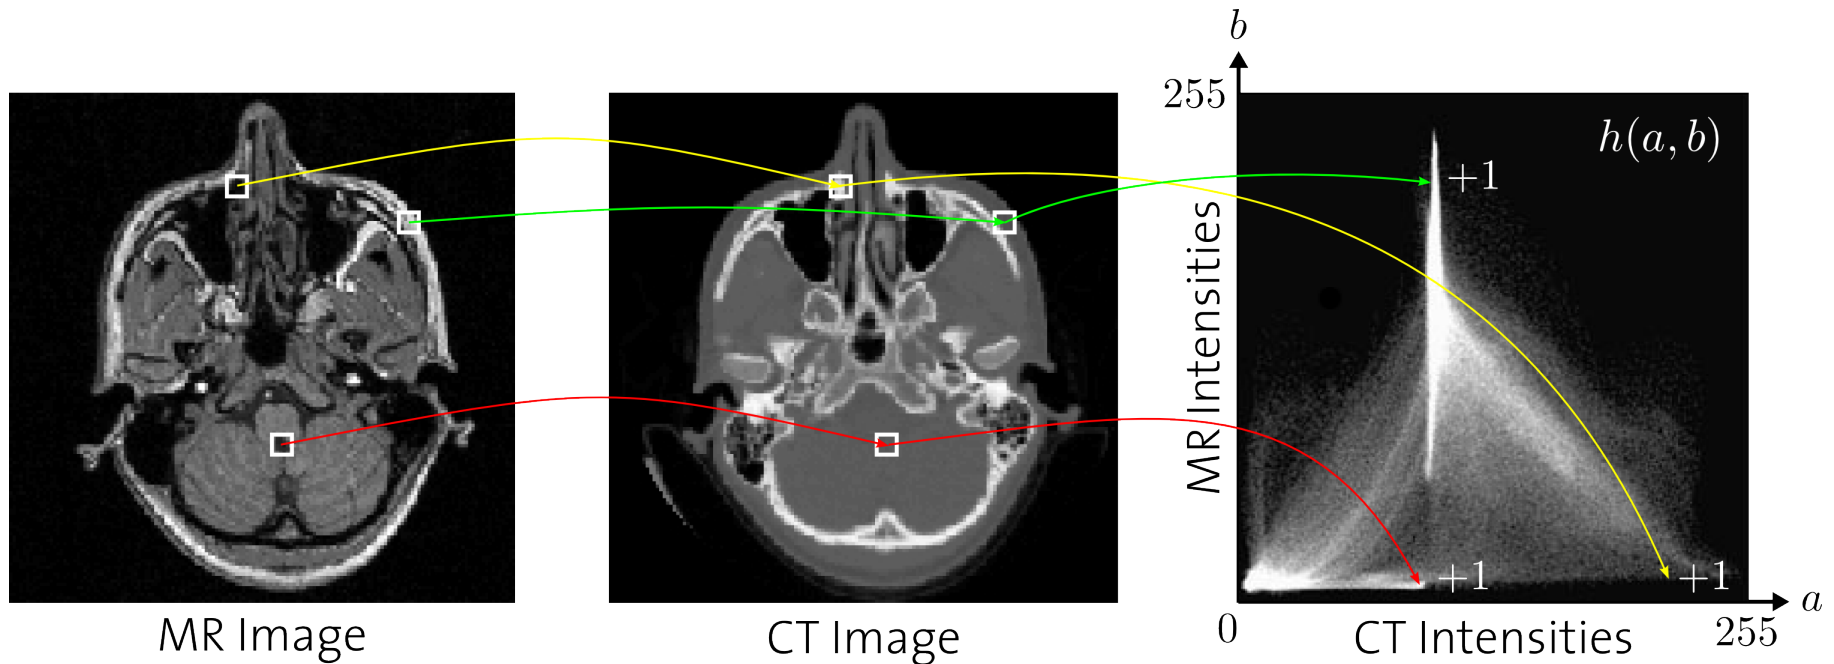 b
255
h(a, b)
+1
MR Intensities
+1
+1
a
0
255
MR Image
CT Image
CT Intensities